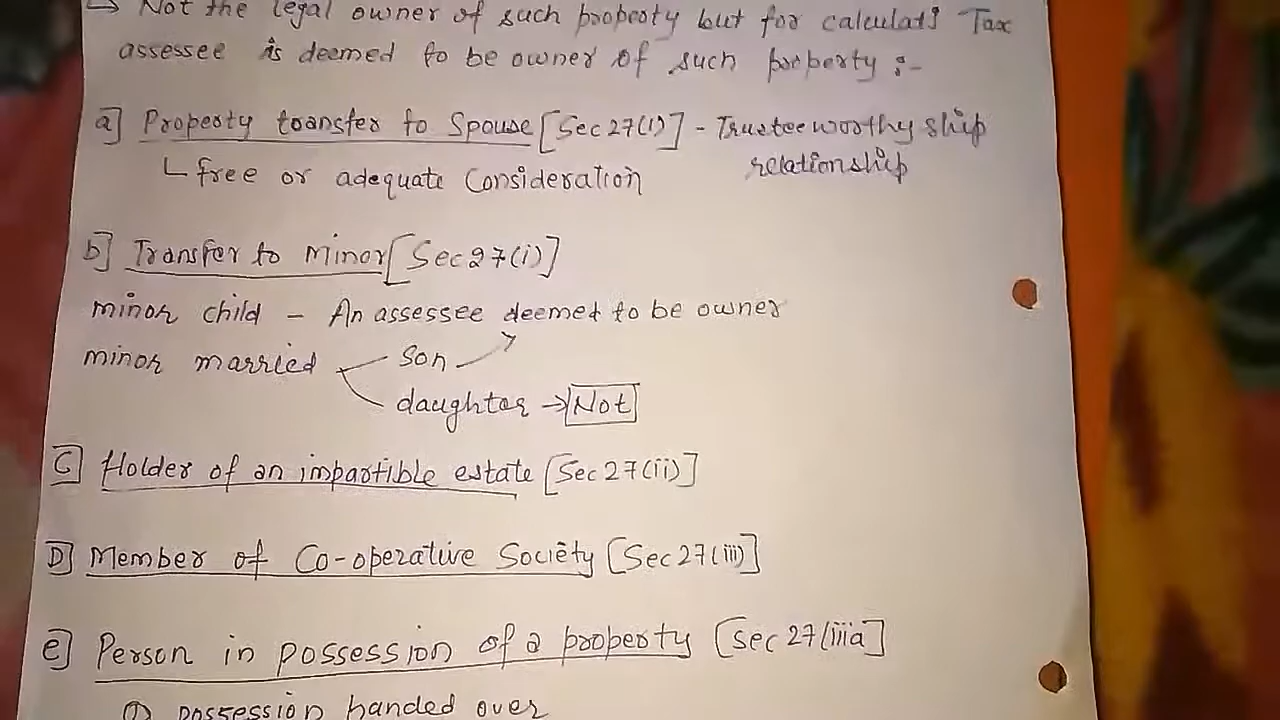 → Not the legal owner of such property but for calculatº Tax
assessee is deemed to be owner of such property :-
a] Property transfer to Spouse [Sec 27(i)] - Trusteeworthy ship
relationship
└ free or adequate Consideration
b] Transfer to Minor [Sec 27(i)]
minor child - An assessee deemed to be owner
minor married son
daughter → Not
C] Holder of an impartible estate [Sec 27(ii)]
D] Member of Co-operative Society [Sec 27(iii)]
e] Person in possession of a property [Sec 27(iiia]
① possession handed over